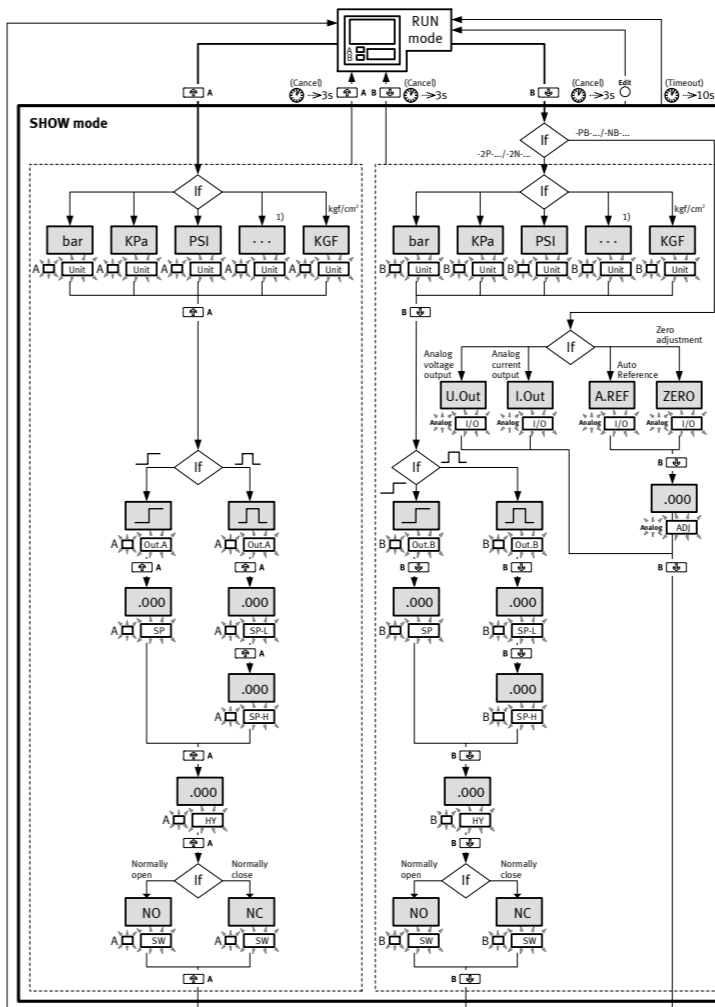 RUN
mode
A
B
(Cancel)
→3s
A
B
(Cancel)
→3s
(Cancel)
→3s
Edit
(Timeout)
→10s
A
B
SHOW mode
-PB-.../-NB-...
If
-2P-.../-2N-...
If
If
1)
kgf/cm²
1)
kgf/cm²
bar
KPa
PSI
...
KGF
bar
KPa
PSI
...
KGF
A Unit
A Unit
A Unit
A Unit
A Unit
B Unit
B Unit
B Unit
B Unit
B Unit
A
B
Zero
adjustment
If
Analog
voltage
output
Analog
current
output
Auto
Reference
U.Out
I.Out
A.REF
ZERO
Analog I/O
I/O
Analog I/O
I/O
B
If
If
.000
Analog ADJ
A Out.A
A Out.A
B Out.B
B Out.B
A
A
B
B
B
.000
.000
.000
.000
A SP
A SP-L
B SP
B SP-L
A
B
.000
.000
A SP-H
B SP-H
A
B
.000
.000
A HY
B HY
A
B
Normally
open
If
Normally
close
Normally
open
If
Normally
close
NO
NC
NO
NC
A SW
A SW
B SW
B SW
A
B